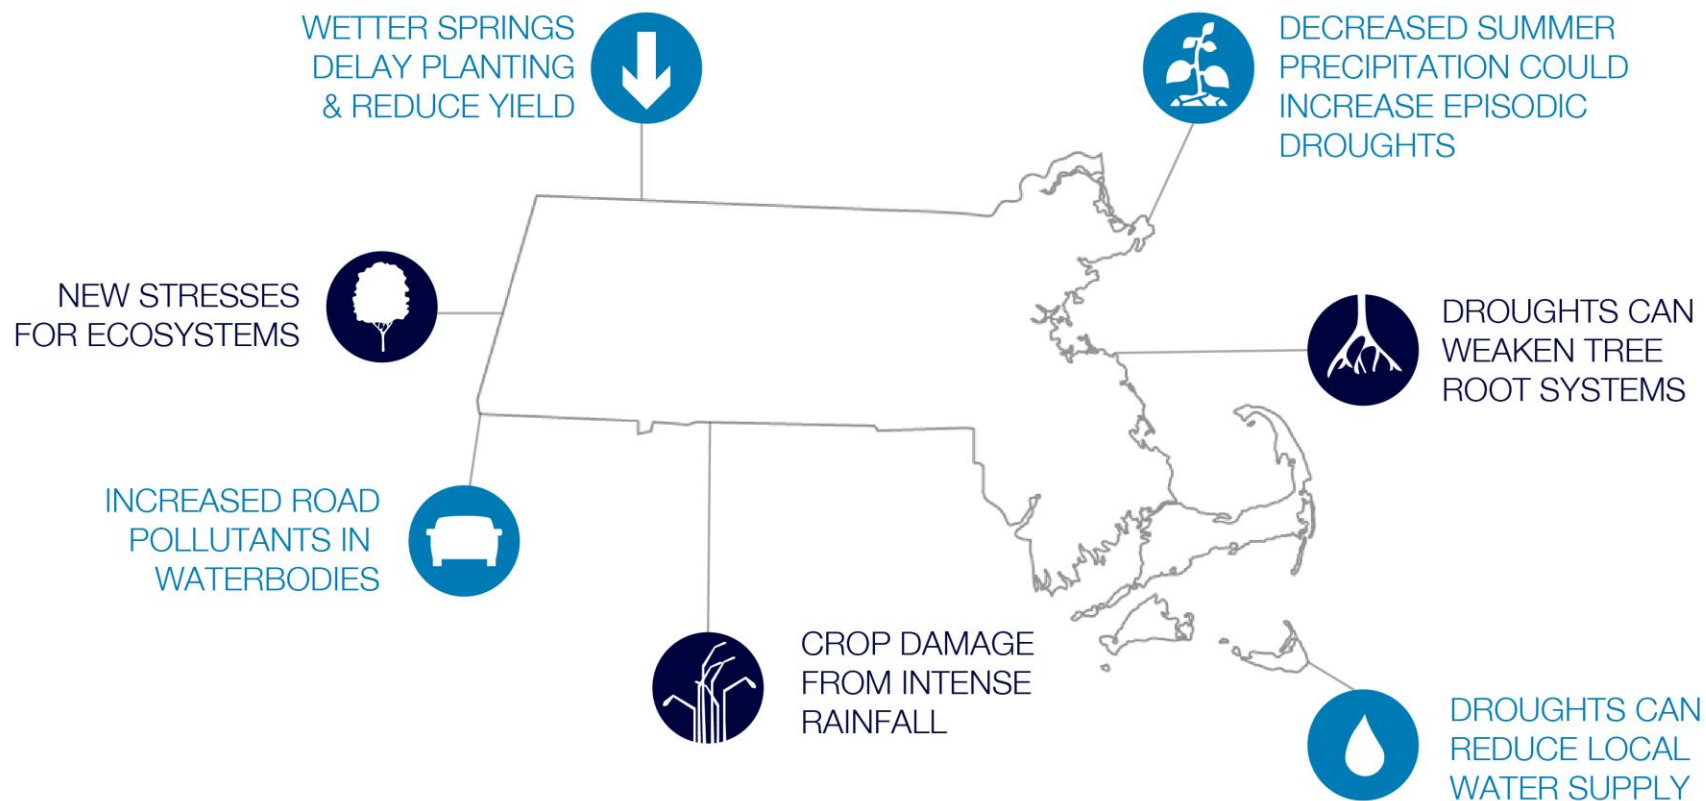 WETTER SPRINGS
DELAY PLANTING
& REDUCE YIELD
DECREASED SUMMER
PRECIPITATION COULD
INCREASE EPISODIC
DROUGHTS
NEW STRESSES
FOR ECOSYSTEMS
DROUGHTS CAN
WEAKEN TREE
ROOT SYSTEMS
INCREASED ROAD
POLLUTANTS IN
WATERBODIES
CROP DAMAGE
FROM INTENSE
RAINFALL
DROUGHTS CAN
REDUCE LOCAL
WATER SUPPLY